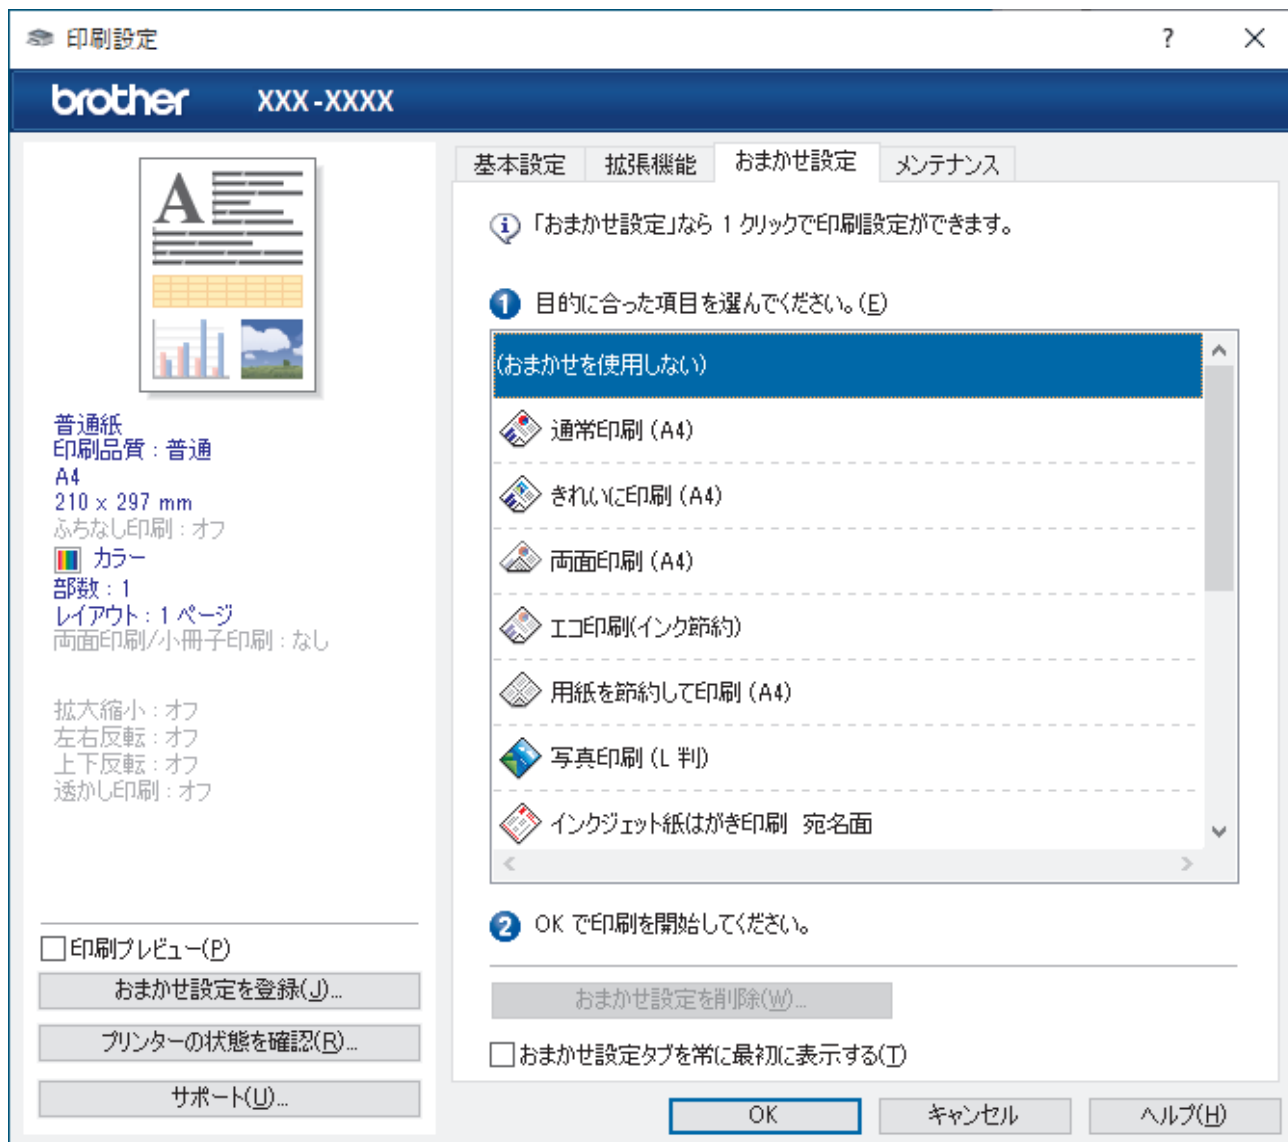 印刷設定
?
brother XXX-XXXX
A
普通紙
印刷品質 : 普通
A4
210 x 297 mm
ふちなし印刷 : オフ
カラー
部数 : 1
レイアウト : 1 ページ
両面印刷/小冊子印刷 : なし
拡大縮小 : オフ
左右反転 : オフ
上下反転 : オフ
透かし印刷 : オフ
印刷プレビュー(P)
おまかせ設定を登録(J)...
プリンターの状態を確認(R)...
サポート(U)...
基本設定 拡張機能 おまかせ設定 メンテナンス
「おまかせ設定」なら 1 クリックで印刷設定ができます。
1 目的に合った項目を選んでください。(E)
(おまかせを使用しない)
通常印刷 (A4)
きれいに印刷 (A4)
両面印刷 (A4)
エコ印刷(インク節約)
用紙を節約して印刷 (A4)
写真印刷 (L 判)
インクジェット紙はがき印刷 宛名面
2 OK で印刷を開始してください。
おまかせ設定を削除(W)...
おまかせ設定タブを常に最初に表示する(T)
OK キャンセル ヘルプ(H)